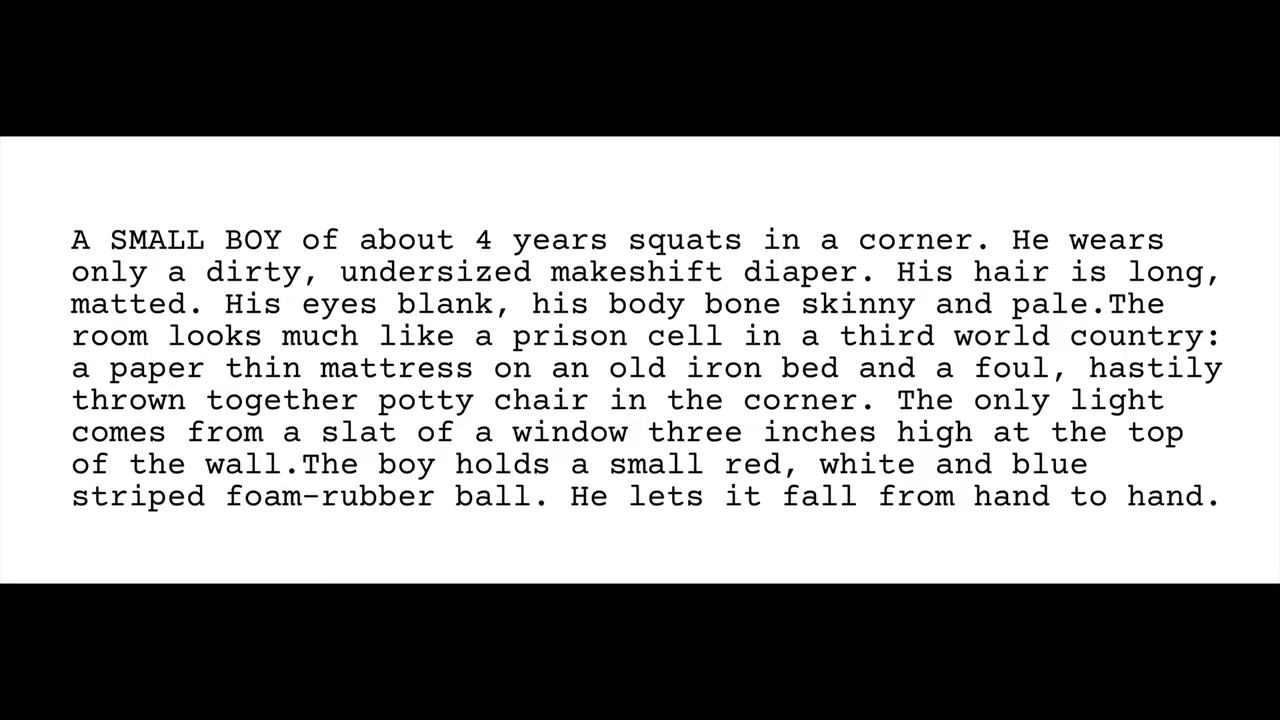 A SMALL BOY of about 4 years squats in a corner. He wears
only a dirty, undersized makeshift diaper. His hair is long,
matted. His eyes blank, his body bone skinny and pale.The
room looks much like a prison cell in a third world country:
a paper thin mattress on an old iron bed and a foul, hastily
thrown together potty chair in the corner. The only light
comes from a slat of a window three inches high at the top
of the wall.The boy holds a small red, white and blue
striped foam-rubber ball. He lets it fall from hand to hand.